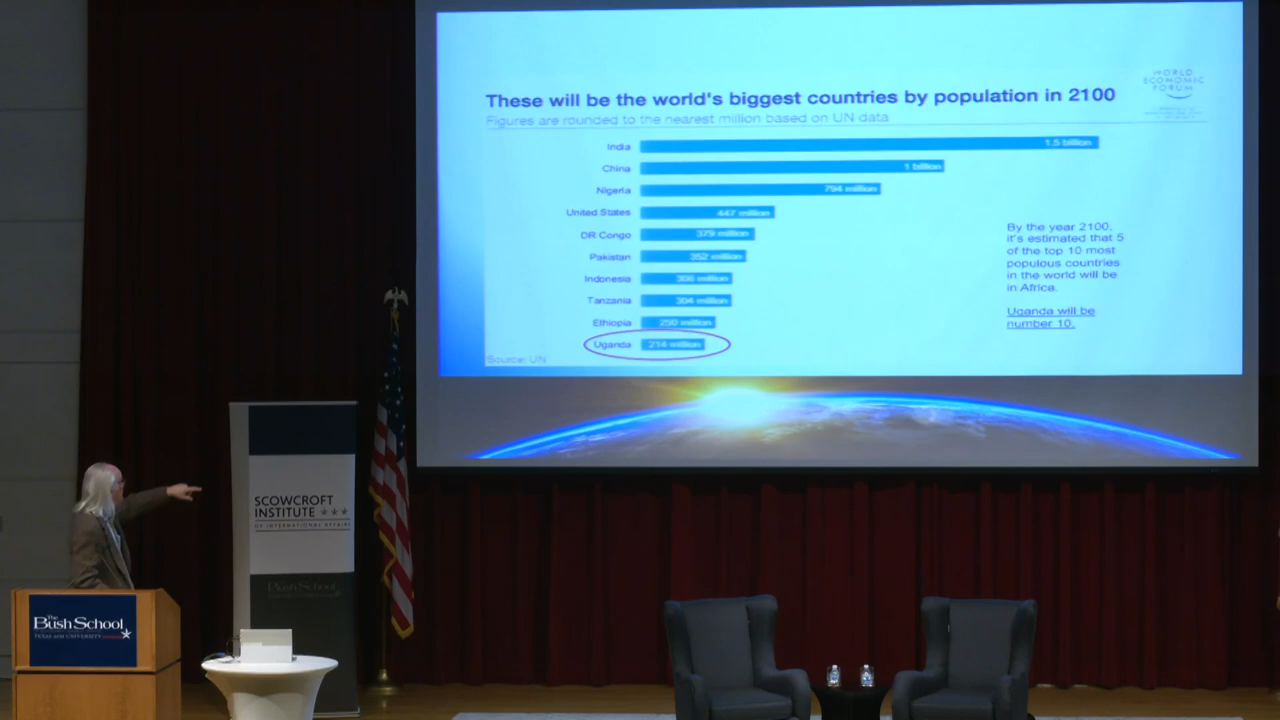 WORLD
ECONOMIC
FORUM
These will be the world's biggest countries by population in 2100
Figures are rounded to the nearest million based on UN data
India 1.5 billion
China 1 billion
Nigeria 794 million
United States 447 million
DR Congo 379 million
Pakistan 352 million
Indonesia million
Tanzania 304 million
Ethiopia 250 million
Uganda 214 million
Source: UN
By the year 2100,
it's estimated that 5
of the top 10 most
populous countries
in the world will be
in Africa.
Uganda will be
number 10.
SCOWCROFT
INSTITUTE
OF INTERNATIONAL AFFAIRS
Bush School
The
Bush School
TEXAS A&M UNIVERSITY